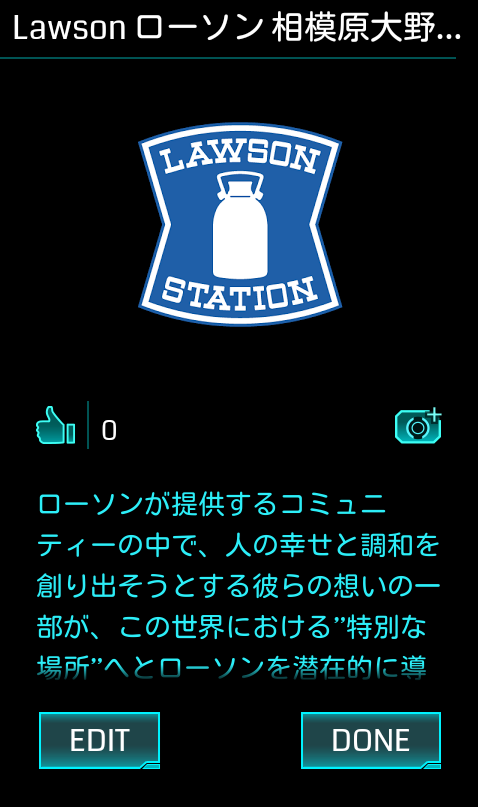 Lawson ローソン 相模原大野...
LAWSON
STATION
0
ローソンが提供するコミュニ
ティーの中で、人の幸せと調和を
創り出そうとする彼らの想いの一
部が、この世界における”特別な
場所”へとローソンを潜在的に導
EDIT
DONE